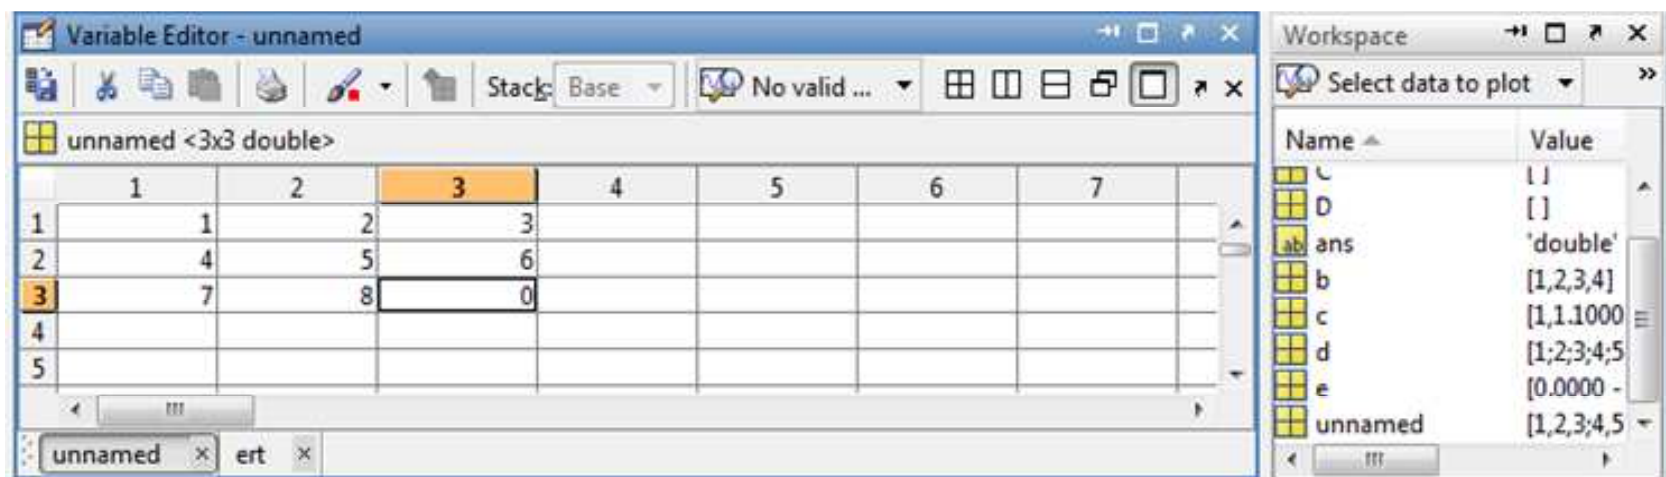 Variable Editor - unnamed
Stack: Base No valid ...
unnamed <3x3 double>
1 2 3 4 5 6 7
1 1 2 3
2 4 5 6
3 7 8 0
4
5
unnamed ert
Workspace
Select data to plot
Name Value
C [ ]
D [ ]
ab ans 'double'
b [1,2,3,4]
c [1,1.1000
d [1;2;3;4;5
e [0.0000 -
unnamed [1,2,3;4,5